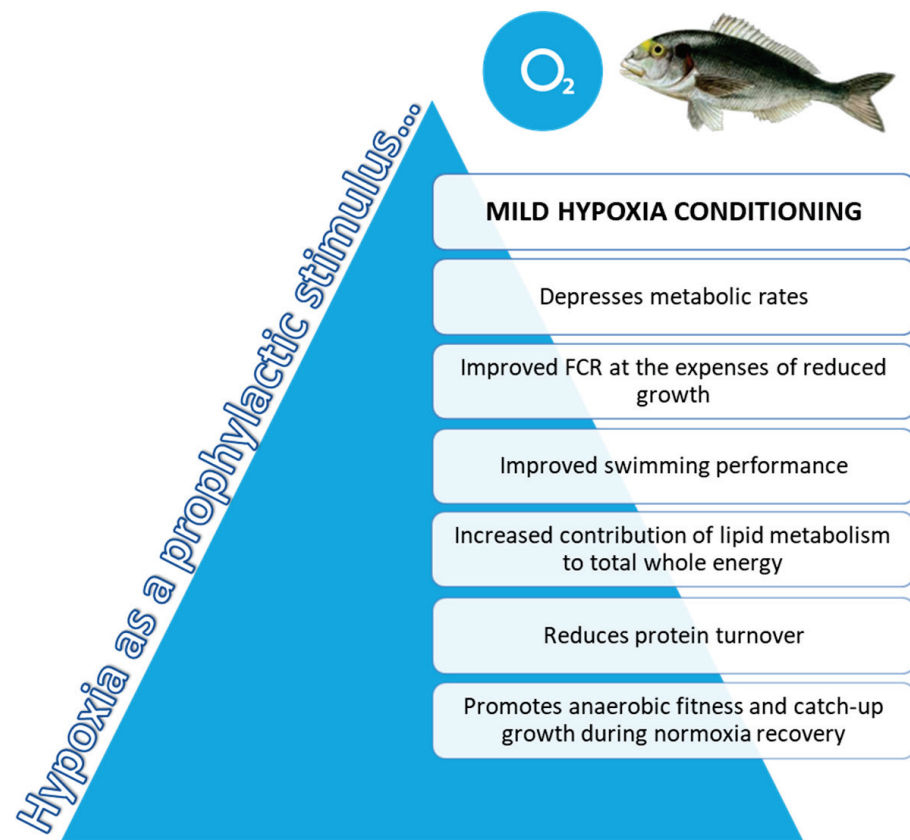 O₂
Hypoxia as a prophylactic stimulus...
MILD HYPOXIA CONDITIONING
Depresses metabolic rates
Improved FCR at the expenses of reduced
growth
Improved swimming performance
Increased contribution of lipid metabolism
to total whole energy
Reduces protein turnover
Promotes anaerobic fitness and catch-up
growth during normoxia recovery